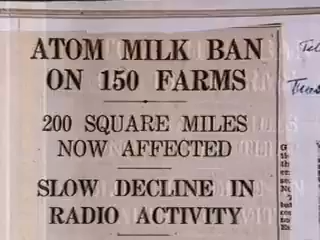 ATOM MILK BAN
ON 150 FARMS
200 SQUARE MILES
NOW AFFECTED
SLOW DECLINE IN
RADIO ACTIVITY